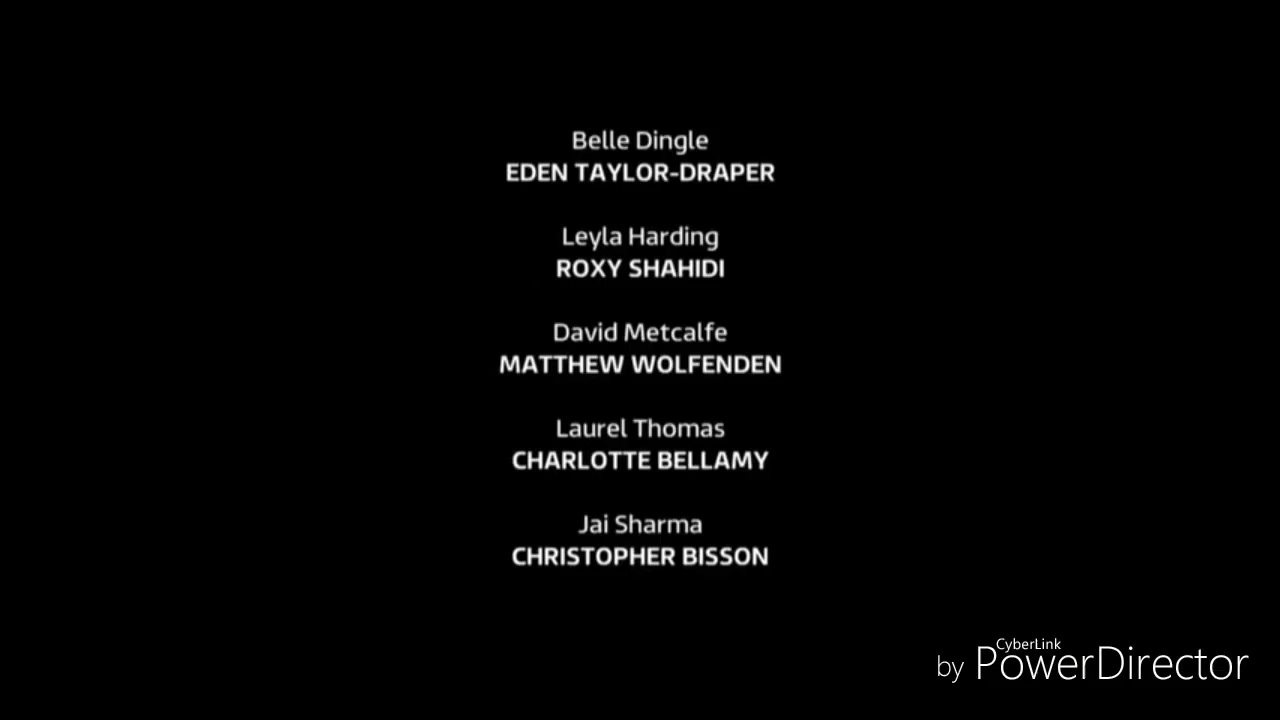 Belle Dingle
EDEN TAYLOR-DRAPER
Leyla Harding
ROXY SHAHIDI
David Metcalfe
MATTHEW WOLFENDEN
Laurel Thomas
CHARLOTTE BELLAMY
Jai Sharma
CHRISTOPHER BISSON
CyberLink
by PowerDirector